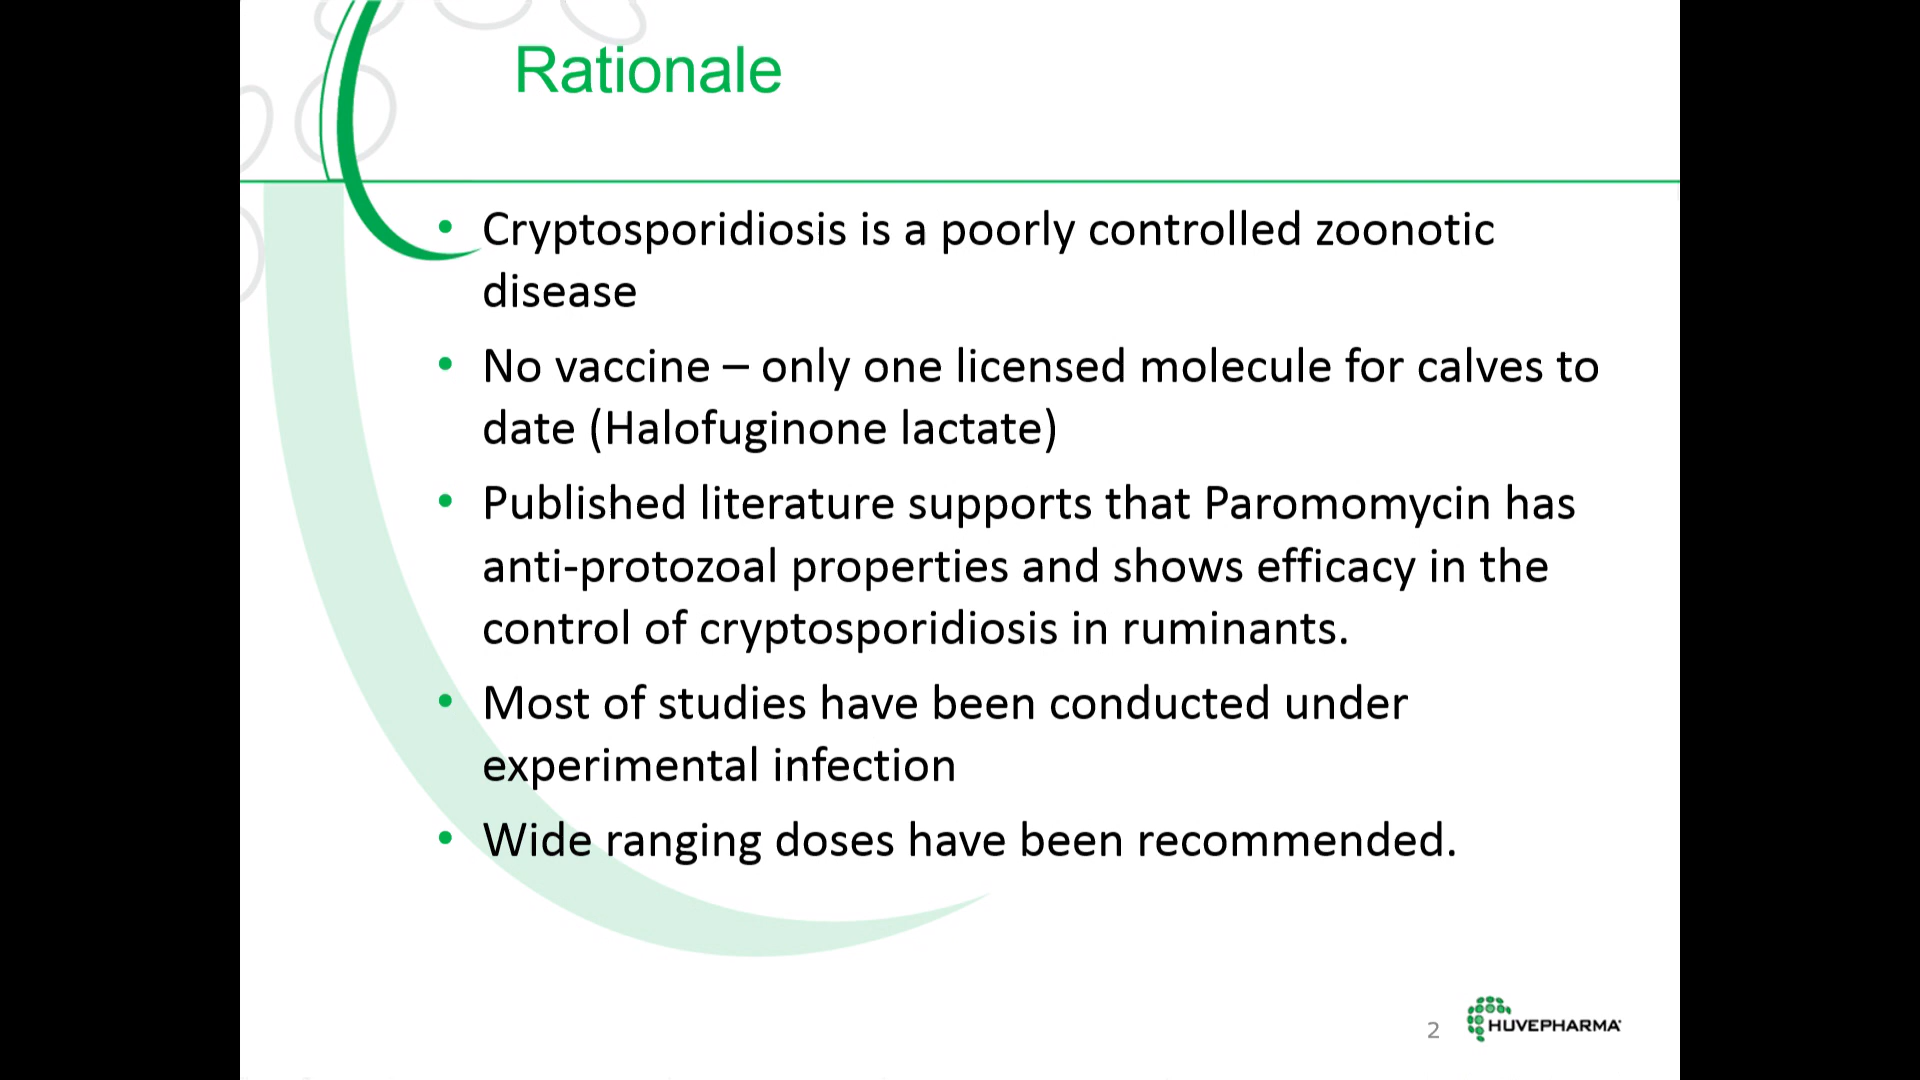 Rationale
• Cryptosporidiosis is a poorly controlled zoonotic
disease
• No vaccine – only one licensed molecule for calves to
date (Halofuginone lactate)
• Published literature supports that Paromomycin has
anti-protozoal properties and shows efficacy in the
control of cryptosporidiosis in ruminants.
• Most of studies have been conducted under
experimental infection
• Wide ranging doses have been recommended.
2
HUVEPHARMA